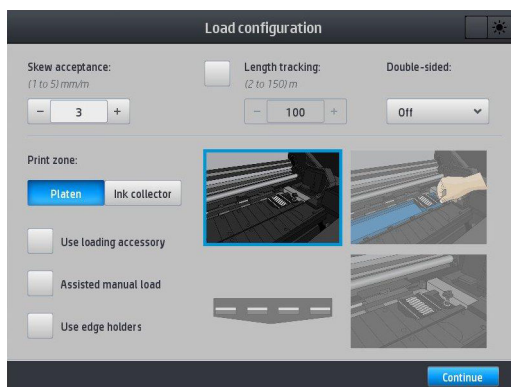 Load configuration
Skew acceptance:
(1 to 5) mm/m
- 3 +
Length tracking:
(2 to 150) m
- 100 +
Double-sided:
Off
Print zone:
Platen
Ink collector
Use loading accessory
Assisted manual load
Use edge holders
Continue